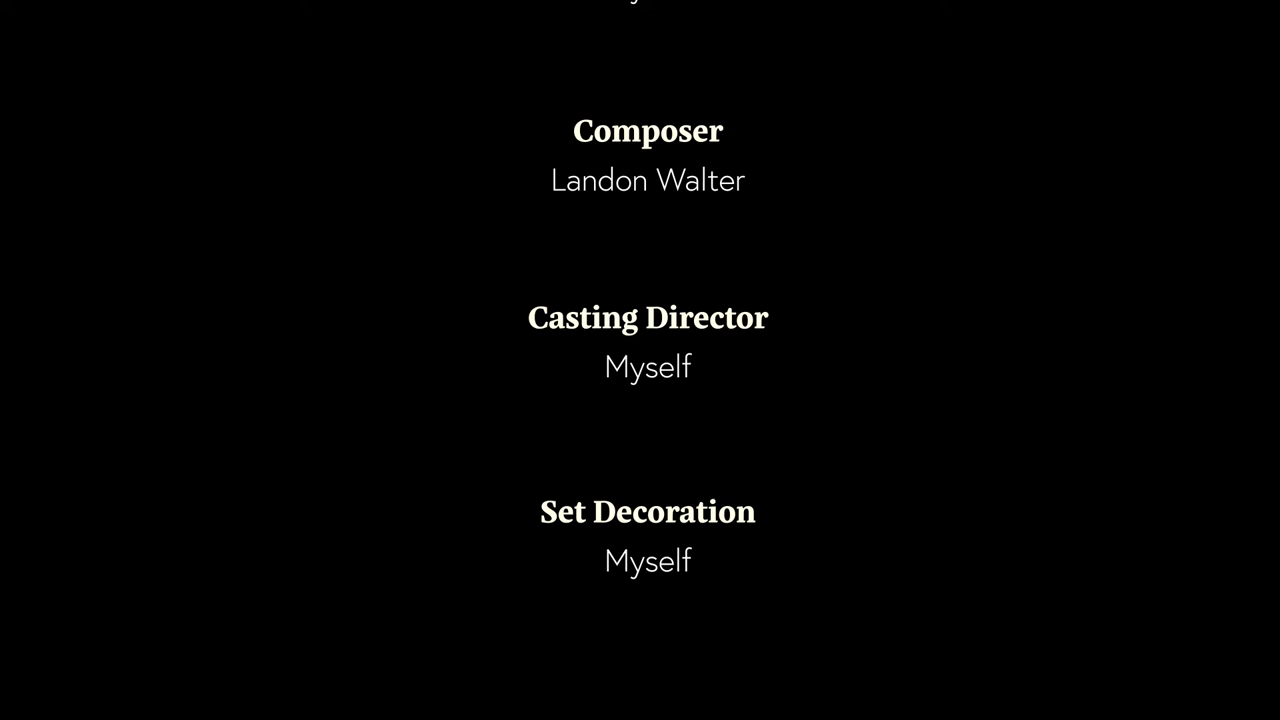 Composer
Landon Walter
Casting Director
Myself
Set Decoration
Myself